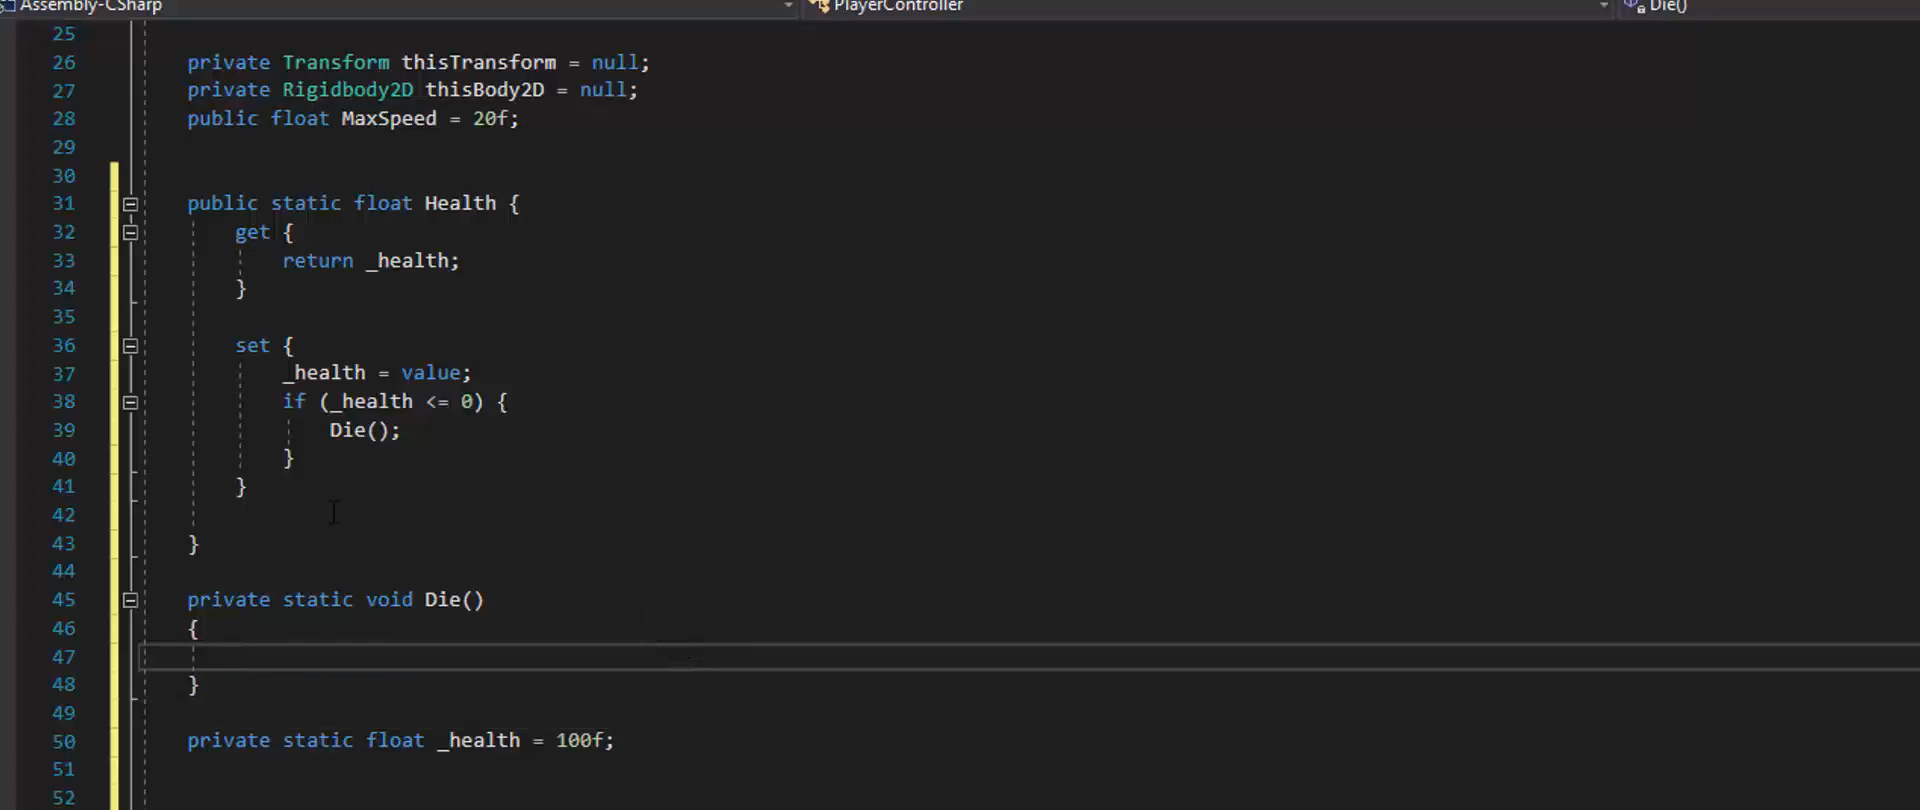 Assembly-CSharp PlayerController Die()
25
26 private Transform thisTransform = null;
27 private Rigidbody2D thisBody2D = null;
28 public float MaxSpeed = 20f;
29
30
31 public static float Health {
32 get {
33 return _health;
34 }
35
36 set {
37 _health = value;
38 if (_health <= 0) {
39 Die();
40 }
41 }
42
43 }
44
45 private static void Die()
46 {
47
48 }
49
50 private static float _health = 100f;
51
52